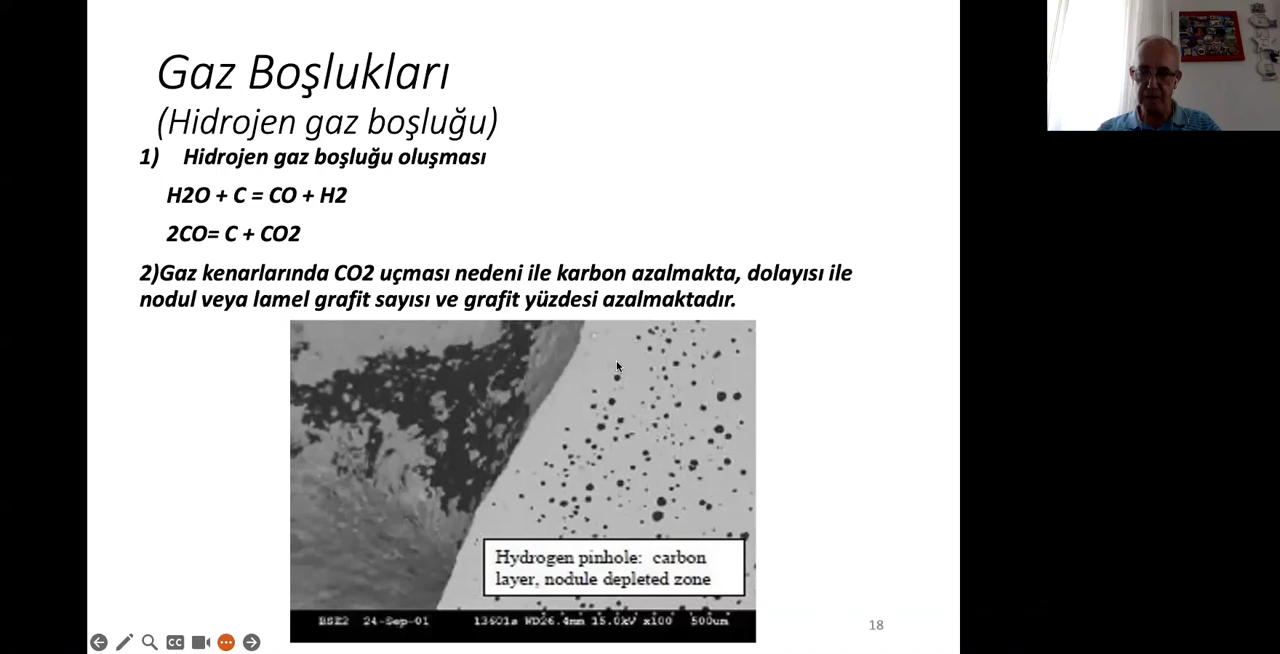 Gaz Boşlukları
(Hidrojen gaz boşluğu)
1) Hidrojen gaz boşluğu oluşması
H2O + C = CO + H2
2CO= C + CO2
2)Gaz kenarlarında CO2 uçması nedeni ile karbon azalmakta, dolayısı ile
nodul veya lamel grafit sayısı ve grafit yüzdesi azalmaktadır.
Hydrogen pinhole: carbon
layer, nodule depleted zone
BSE2 24-Sep-01 13601a WD26.4mm 15.0kV x100 500um
18
CC